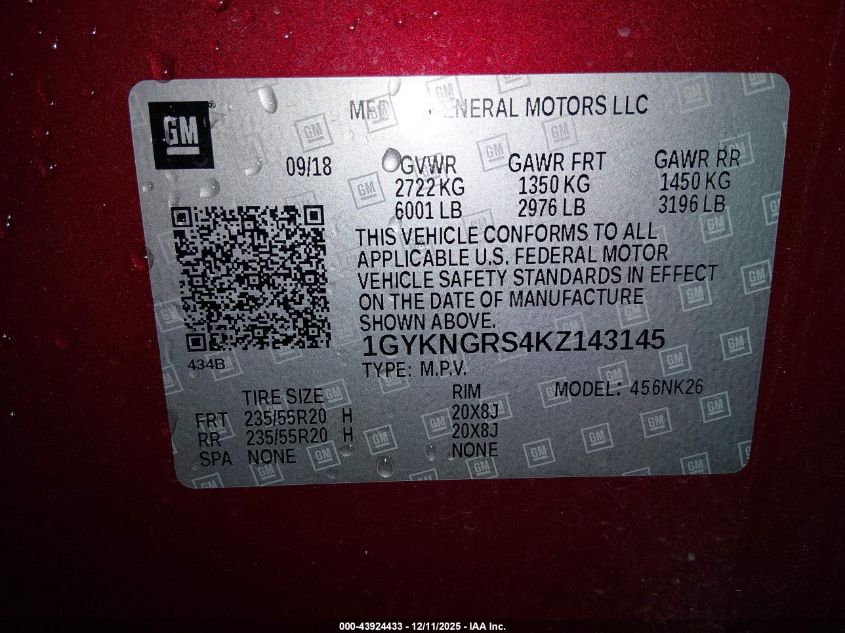 GM
MFD GENERAL MOTORS LLC
09/18
GVWR GAWR FRT GAWR RR
2722 KG 1350 KG 1450 KG
6001 LB 2976 LB 3196 LB
THIS VEHICLE CONFORMS TO ALL
APPLICABLE U.S. FEDERAL MOTOR
VEHICLE SAFETY STANDARDS IN EFFECT
ON THE DATE OF MANUFACTURE
SHOWN ABOVE.
434B
1GYKNGRS4KZ143145
TYPE: M.P.V.
TIRE SIZE RIM MODEL: 456NK26
FRT 235/55R20 H 20X8J
RR 235/55R20 H 20X8J
SPA NONE NONE
000-43924433 - 12/11/2025 - IAA Inc.